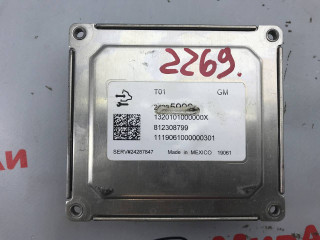 2269.
T01 GM
1320101000000X
812308799
1119061000000301
SERV#24287847 Made in MEXICO 19061